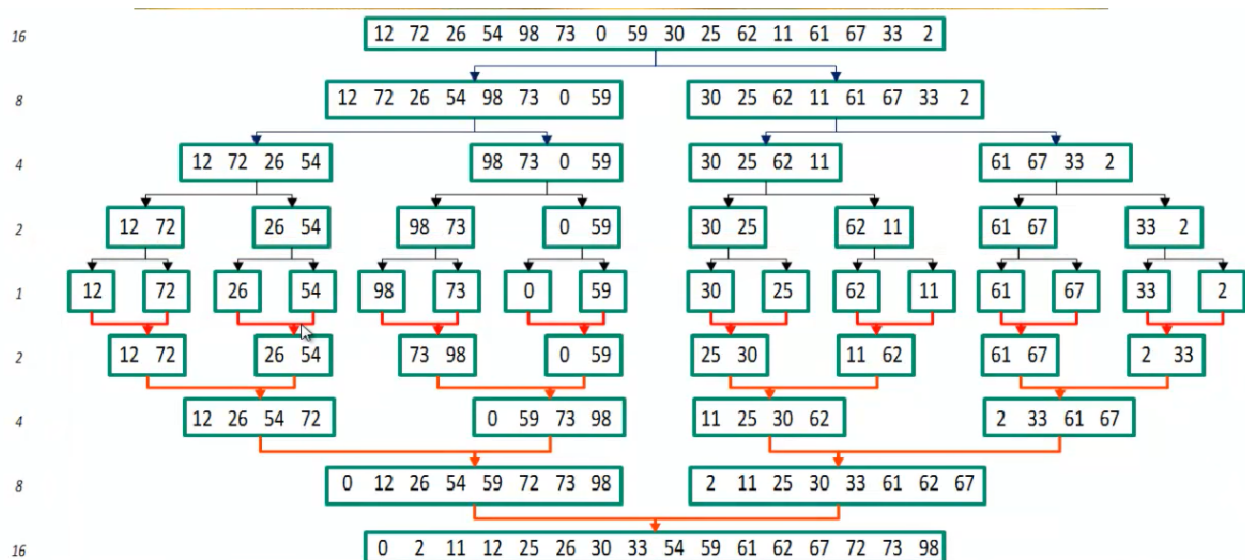 16 12 72 26 54 98 73 0 59 30 25 62 11 61 67 33 2
8 12 72 26 54 98 73 0 59 30 25 62 11 61 67 33 2
4 12 72 26 54 98 73 0 59 30 25 62 11 61 67 33 2
2 12 72 26 54 98 73 0 59 30 25 62 11 61 67 33 2
1 12 72 26 54 98 73 0 59 30 25 62 11 61 67 33 2
2 12 72 26 54 73 98 0 59 25 30 11 62 61 67 2 33
4 12 26 54 72 0 59 73 98 11 25 30 62 2 33 61 67
8 0 12 26 54 59 72 73 98 2 11 25 30 33 61 62 67
16 0 2 11 12 25 26 30 33 54 59 61 62 67 72 73 98